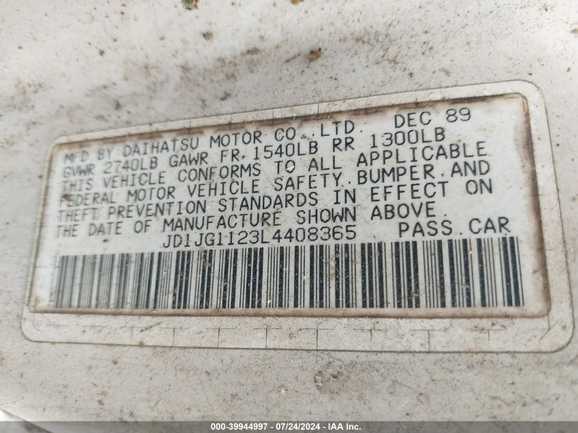 M'F'D BY DAIHATSU MOTOR CO., LTD. DEC 89
GVWR 2740LB GAWR FR. 1540LB RR 1300LB
THIS VEHICLE CONFORMS TO ALL APPLICABLE
FEDERAL MOTOR VEHICLE SAFETY, BUMPER, AND
THEFT PREVENTION STANDARDS IN EFFECT ON
THE DATE OF MANUFACTURE SHOWN ABOVE.
JD1JG1123L4408365 PASS. CAR
000-39944997 / 07/24/2024 - IAA Inc.